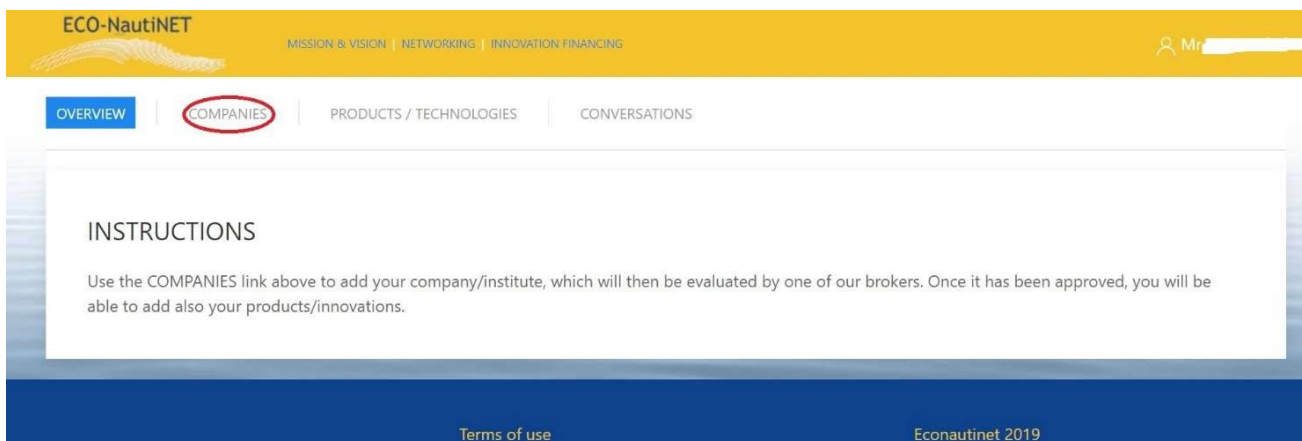 ECO-NautiNET
MISSION & VISION | NETWORKING | INNOVATION FINANCING
Mr
OVERVIEW
COMPANIES
PRODUCTS / TECHNOLOGIES
CONVERSATIONS
INSTRUCTIONS
Use the COMPANIES link above to add your company/institute, which will then be evaluated by one of our brokers. Once it has been approved, you will be
able to add also your products/innovations.
Terms of use
Econautinet 2019